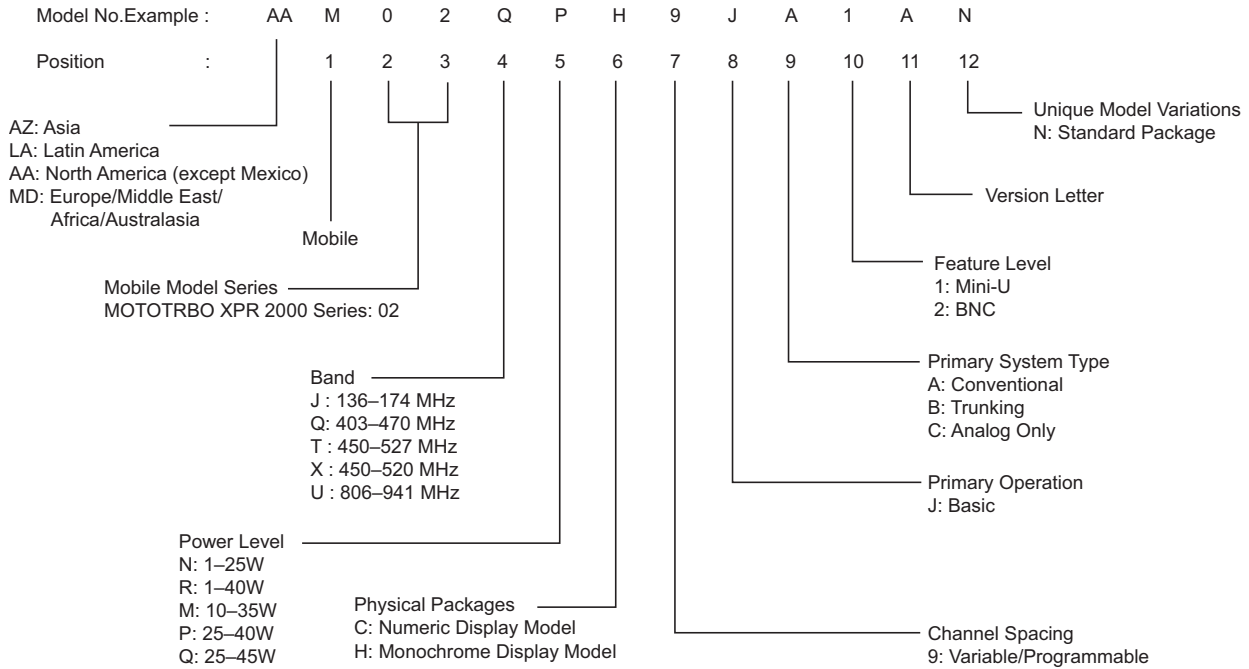 Model No.Example : AA M 0 2 Q P H 9 J A 1 A N
Position : 1 2 3 4 5 6 7 8 9 10 11 12
AZ: Asia
LA: Latin America
AA: North America (except Mexico)
MD: Europe/Middle East/
Africa/Australasia
Mobile
Mobile Model Series
MOTOTRBO XPR 2000 Series: 02
Band
J : 136–174 MHz
Q: 403–470 MHz
T : 450–527 MHz
X : 450–520 MHz
U : 806–941 MHz
Power Level
N: 1–25W
R: 1–40W
M: 10–35W
P: 25–40W
Q: 25–45W
Physical Packages
C: Numeric Display Model
H: Monochrome Display Model
Unique Model Variations
N: Standard Package
Version Letter
Feature Level
1: Mini-U
2: BNC
Primary System Type
A: Conventional
B: Trunking
C: Analog Only
Primary Operation
J: Basic
Channel Spacing
9: Variable/Programmable